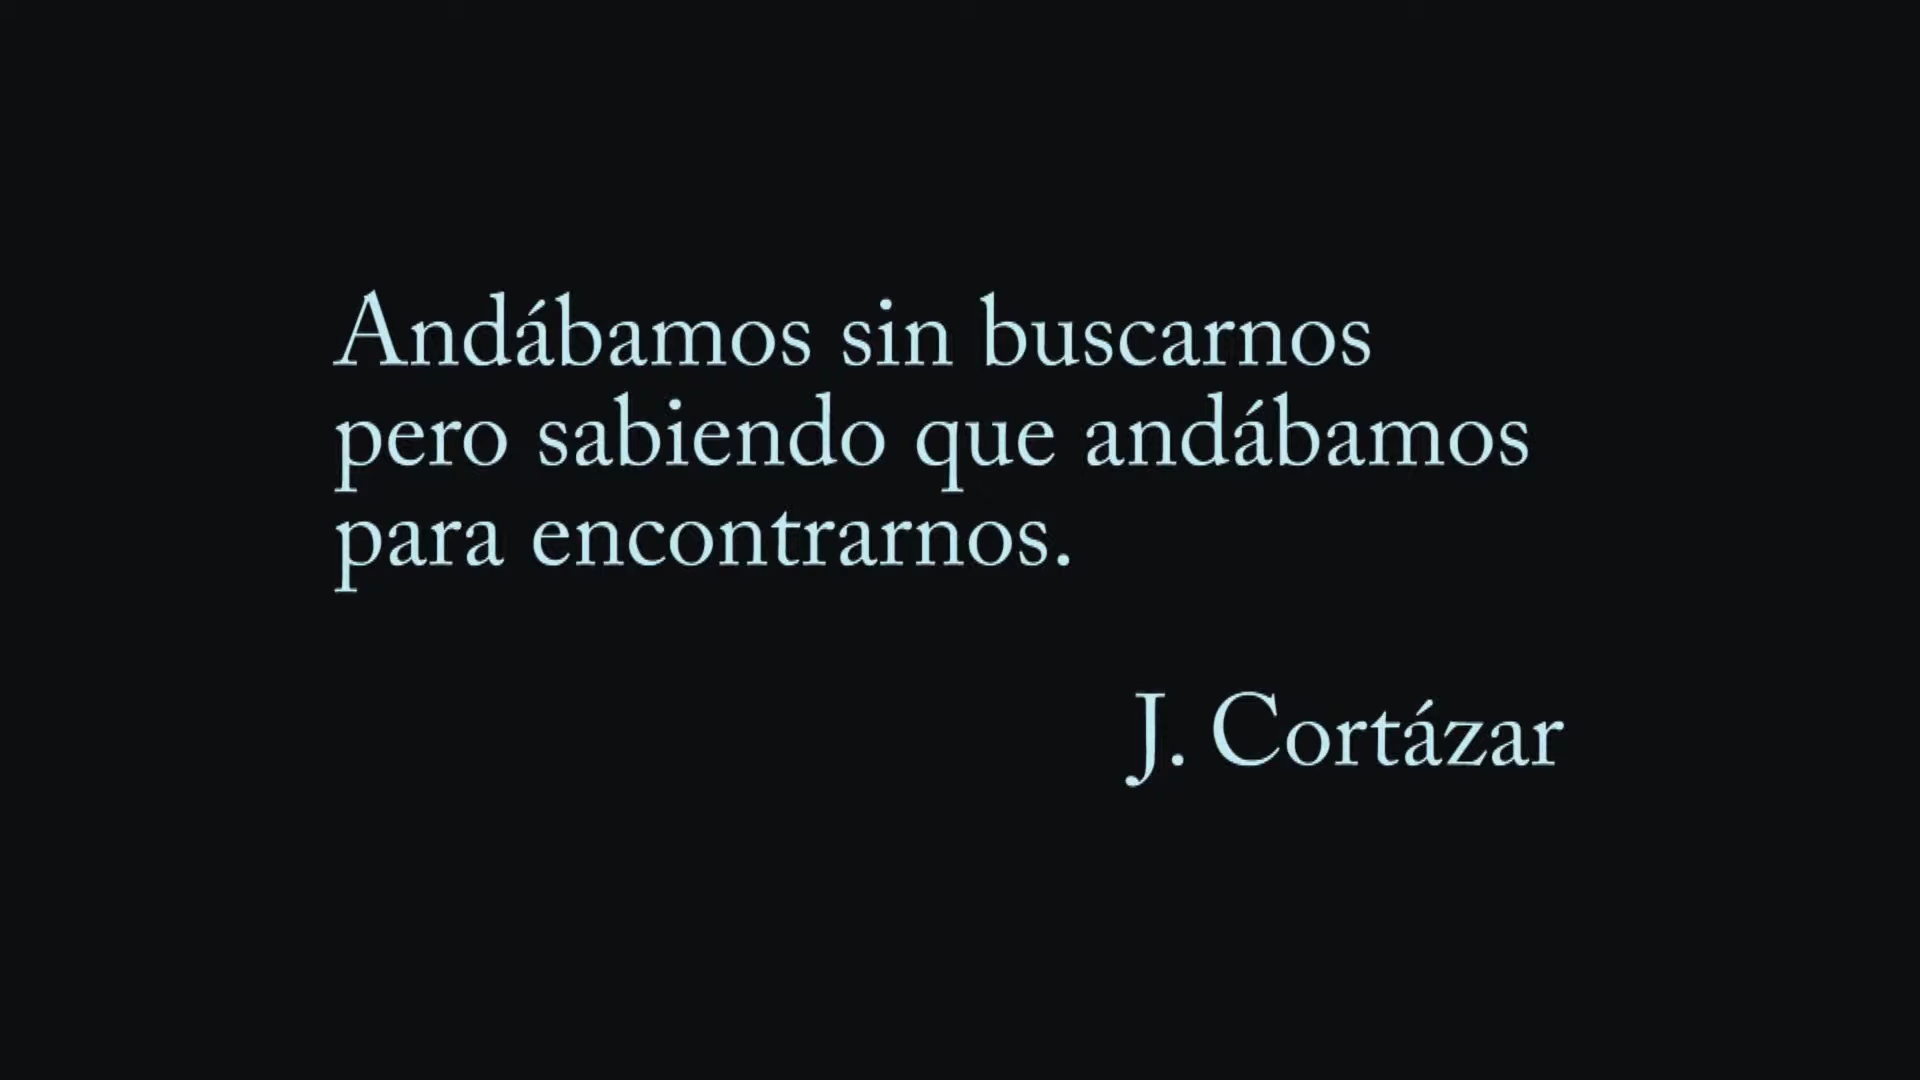 Andábamos sin buscarnos
pero sabiendo que andábamos
para encontrarnos.
J. Cortázar